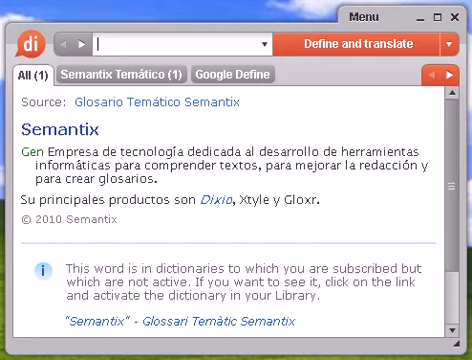 Menu
di
Define and translate
All (1)
Semantix Temático (1)
Google Define
Source: Glosario Temático Semantix
Semantix
Gen Empresa de tecnología dedicada al desarrollo de herramientas
informáticas para comprender textos, para mejorar la redacción y
para crear glosarios.
Su principales productos son Dixio, Xtyle y Gloxr.
© 2010 Semantix
This word is in dictionaries to which you are subscribed but
which are not active. If you want to see it, click on the link
and activate the dictionary in your Library.
"Semantix" - Glossari Temàtic Semantix